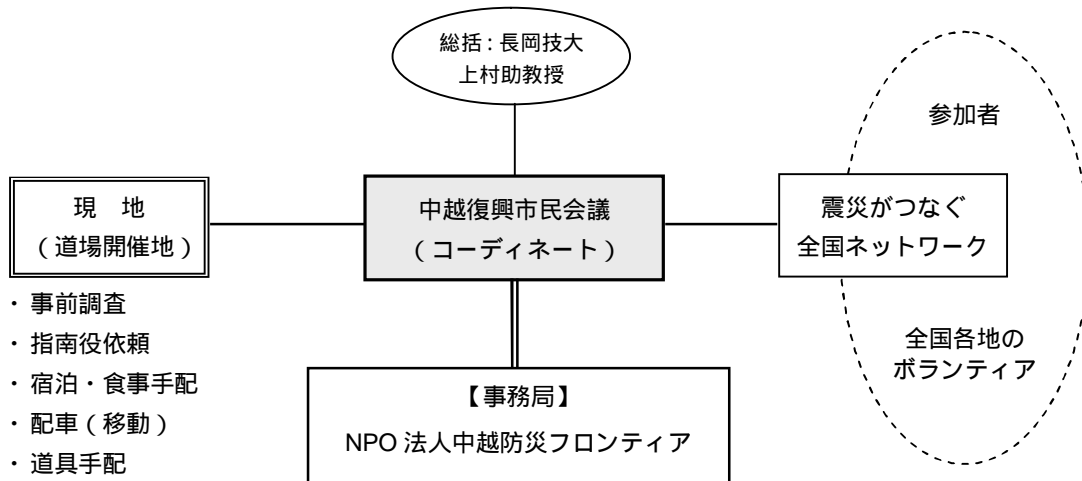 総括：長岡技大
上村助教授
参加者
現　地
（道場開催地）
中越復興市民会議
（コーディネート）
震災がつなぐ
全国ネットワーク
・事前調査
・指南役依頼
・宿泊・食事手配
・配車（移動）
・道具手配
全国各地の
ボランティア
【事務局】
NPO 法人中越防災フロンティア